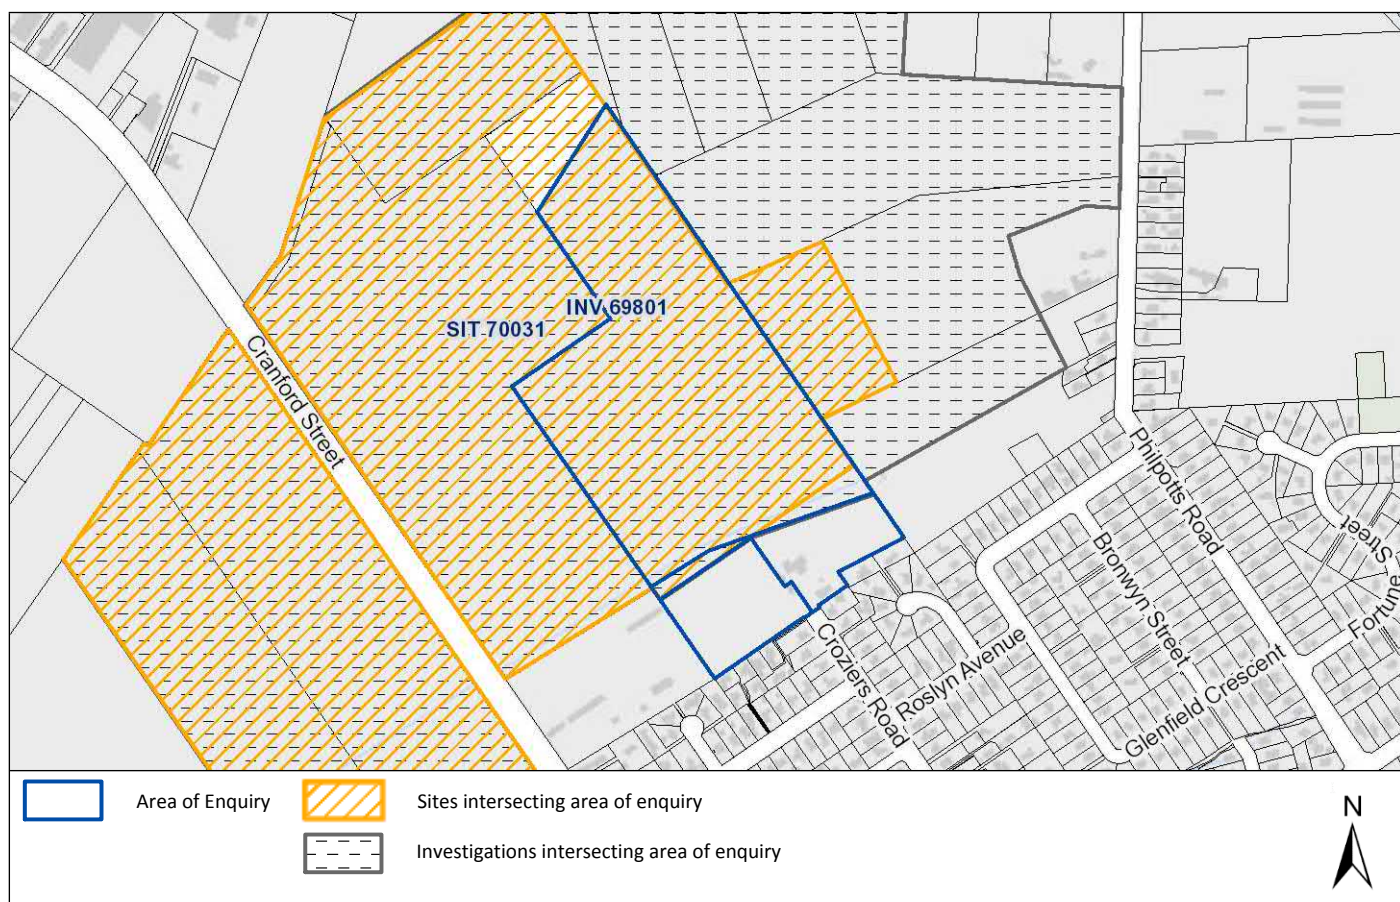 INV 69801
SIT 70031
Cranford Street
Philpotts Road
Bronwyn Street
Fortune Street
Crozier's Road
Roslyn Avenue
Glenfield Crescent
Area of Enquiry
Sites intersecting area of enquiry
Investigations intersecting area of enquiry
N